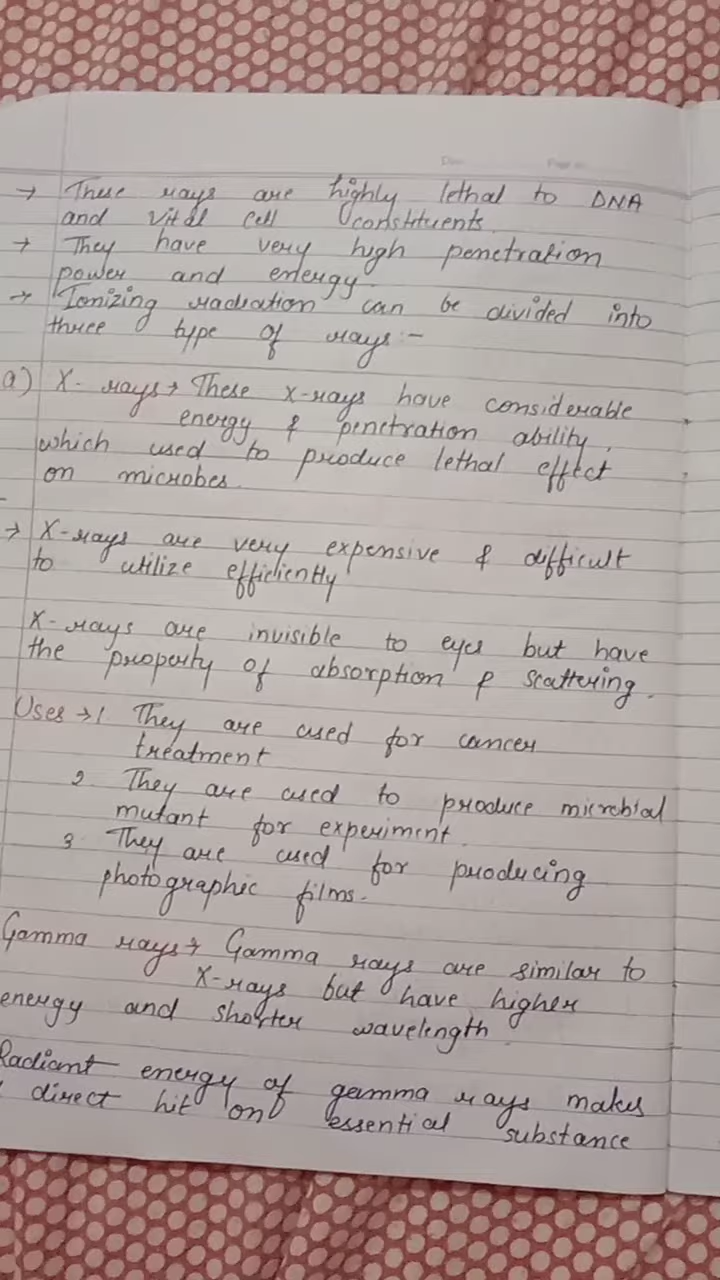 → These rays are highly lethal to DNA
and vital cell constituents.
→ They have very high penetration
power and energy.
→ Ionizing radiation can be divided into
three type of rays:-
a) X-rays → These x-rays have considerable
energy & penetration ability,
which used to produce lethal effect
on microbes.
→ X-rays are very expensive & difficult
to utilize efficiently
X-rays are invisible to eyes but have
the property of absorption & scattering.
Uses → 1 They are used for cancer
treatment
2 They are used to produce microbial
mutant for experiment.
3 They are used for producing
photographic films.
Gamma rays → Gamma rays are similar to
X-rays but have higher
energy and shorter wavelength
Radiant energy of gamma rays makes
direct hit on essential substance